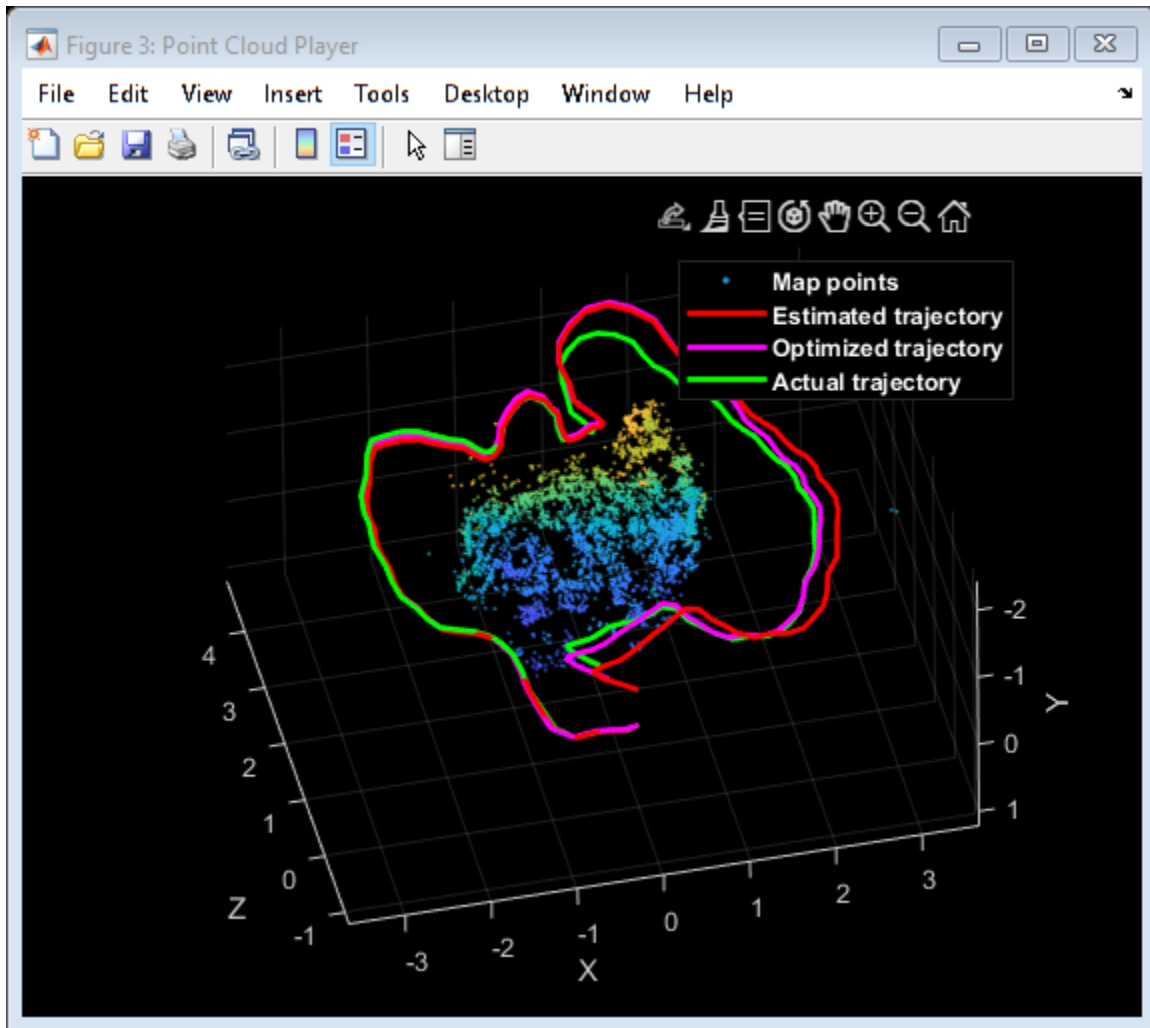 Figure 3: Point Cloud Player
File Edit View Insert Tools Desktop Window Help
Map points
Estimated trajectory
Optimized trajectory
Actual trajectory
4
3
2
1
0
-1
Z
-3
-2
-1
0
1
2
3
X
-2
-1
0
1
Y